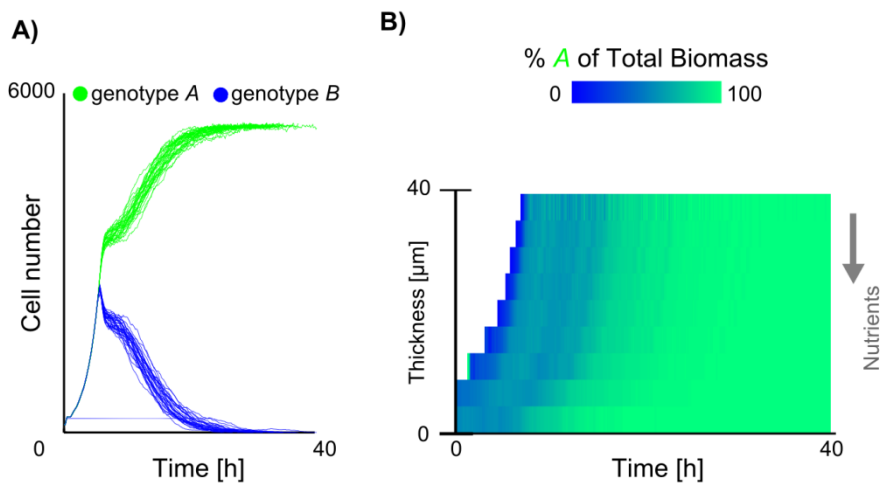 A)
6000
genotype A
genotype B
Cell number
0
40
Time [h]
B)
% A of Total Biomass
0
100
40
Thickness [µm]
0
0
40
Time [h]
Nutrients